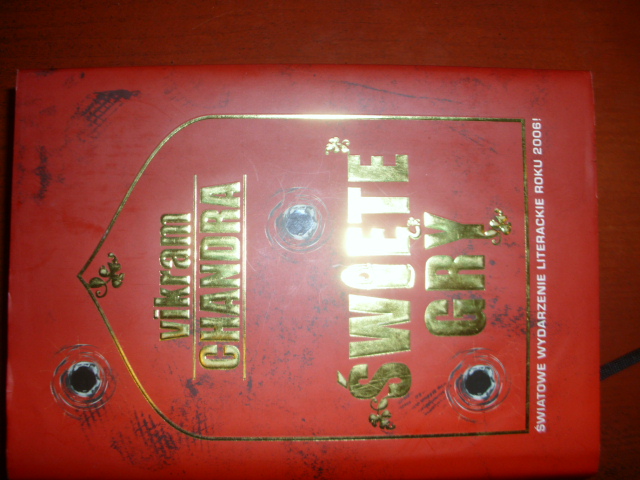 vikram
CHANDRA
ŚWIĘTE
GRY
ŚWIATOWE WYDARZENIE LITERACKIE ROKU 2006!